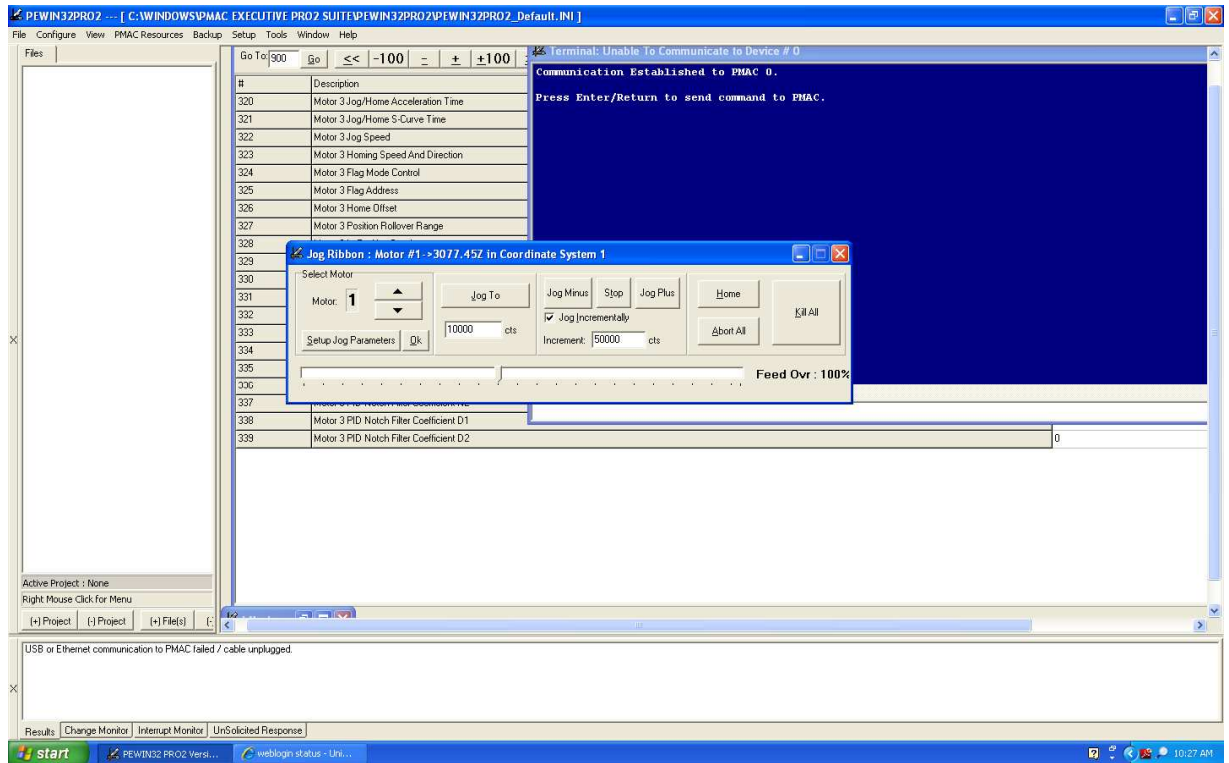 PEWIN32PRO2 --- [ C:\WINDOWS\PMAC EXECUTIVE PRO2 SUITE\PEWIN32PRO2\PEWIN32PRO2_Default.INI ]
File Configure View PMAC Resources Backup Setup Tools Window Help
Files
Go To: 900 Go << -100 - + +100
Terminal: Unable To Communicate to Device # 0
Communication Established to PMAC 0.
Press Enter/Return to send command to PMAC.
# Description
320 Motor 3 Jog/Home Acceleration Time
321 Motor 3 Jog/Home S-Curve Time
322 Motor 3 Jog Speed
323 Motor 3 Homing Speed And Direction
324 Motor 3 Flag Mode Control
325 Motor 3 Flag Address
326 Motor 3 Home Offset
327 Motor 3 Position Rollover Range
328
329
330
331
332
333
334
335
336
337
338 Motor 3 PID Notch Filter Coefficient D1
339 Motor 3 PID Notch Filter Coefficient D2 0
Jog Ribbon : Motor #1->3077.45Z in Coordinate System 1
Select Motor
Motor: 1
Setup Jog Parameters Ok
Jog To
10000 cts
Jog Minus Stop Jog Plus
Jog Incrementally
Increment: 50000 cts
Home
Abort All
Kill All
Feed Ovr : 100%
Active Project : None
Right Mouse Click for Menu
(+) Project (-) Project (+) File(s) (-
USB or Ethernet communication to PMAC failed / cable unplugged.
Results Change Monitor Interrupt Monitor UnSolicited Response
start PEWIN32 PRO2 Versi... weblogin status - Uni... 10:27 AM